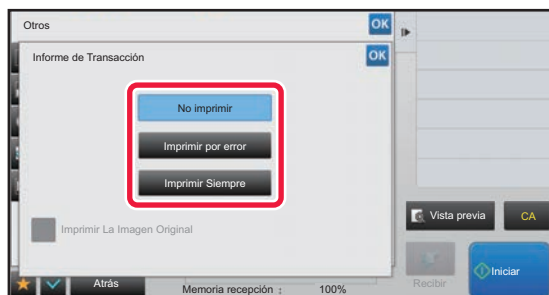 Otros
OK
Informe de Transacción
OK
No imprimir
Imprimir por error
Imprimir Siempre
Imprimir La Imagen Original
Vista previa
CA
Atrás
Memoria recepción : 100%
Recibir
Iniciar